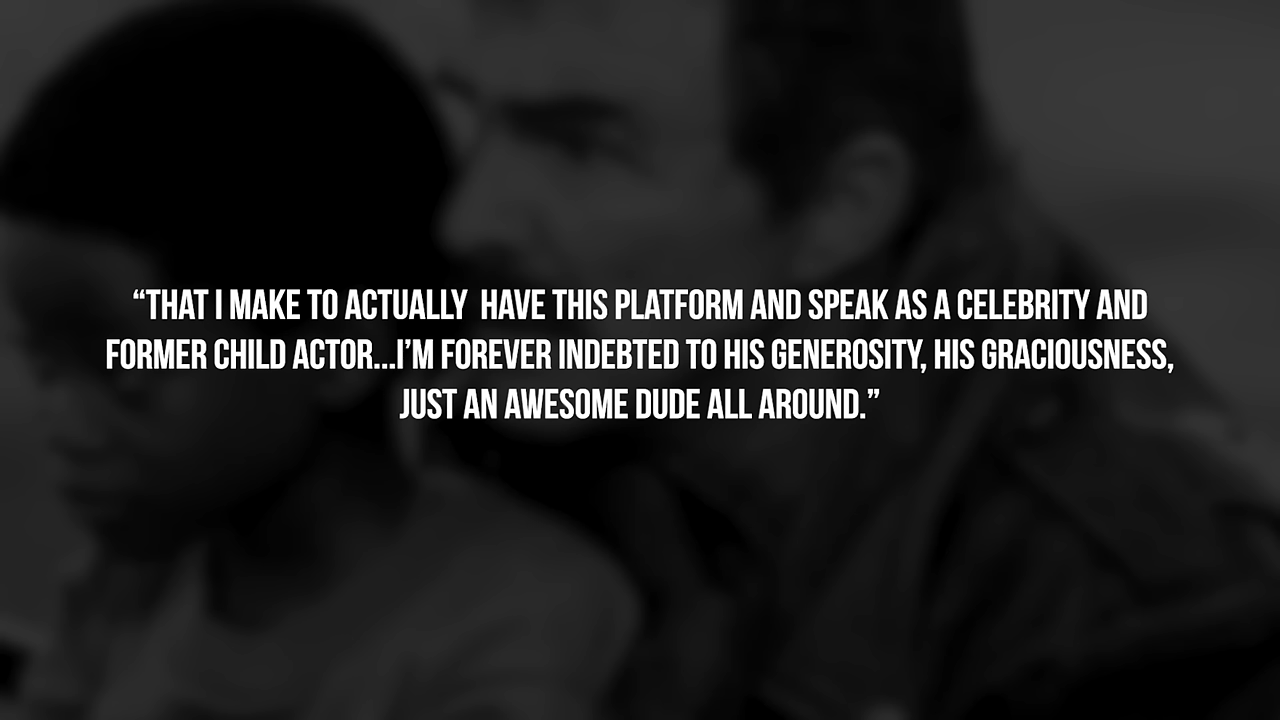 “THAT I MAKE TO ACTUALLY  HAVE THIS PLATFORM AND SPEAK AS A CELEBRITY AND
FORMER CHILD ACTOR...I’M FOREVER INDEBTED TO HIS GENEROSITY, HIS GRACIOUSNESS,
JUST AN AWESOME DUDE ALL AROUND.”